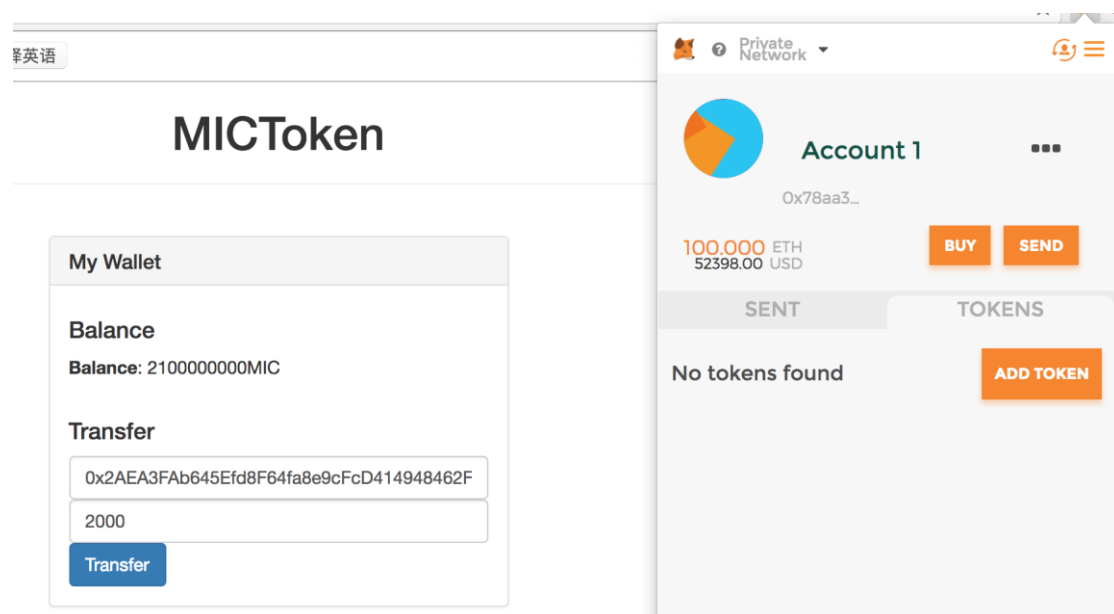 译英语
MICToken
My Wallet
Balance
Balance: 2100000000MIC
Transfer
0x2AEA3FAb645Efd8F64fa8e9cFcD414948462F
2000
Transfer
Private
Network
Account 1
0x78aa3...
100.000 ETH
52398.00 USD
BUY
SEND
SENT
TOKENS
No tokens found
ADD TOKEN